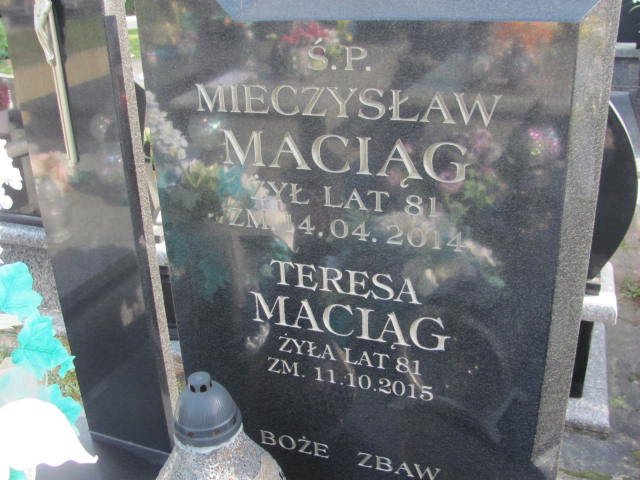 Ś.P.
MIECZYSŁAW
MACIĄG
ŻYŁ LAT 81
ZM. 14.04.2014
TERESA
MACIĄG
ŻYŁA LAT 81
ZM. 11.10.2015
BOŻE ZBAW